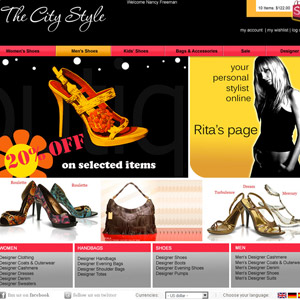 The City Style
Welcome Nancy Freeman
10 items $122.00
my account | my wishlist | log
Women's Shoes
Men's Shoes
Kids' Shoes
Bags & Accessories
Sale
Designer
your
personal
stylist
online
Rita's page
20% OFF
on selected items
Roulette
Roulette
Turbulence
Dream
Mercury
WOMEN
Designer Clothing
Designer Coats & Outerwear
Designer Cashmere
Designer Dresses
Designer Denim
Designer Sweaters
HANDBAGS
Designer Handbags
Designer Evening Bags
Designer Shoulder Bags
Designer Totes
SHOES
Designer Shoes
Designer Boots
Designer Evening Shoes
Designer Pumps
MEN
Men's Designer Cashmere
Men's Designer Coats & Outerwear
Men's Designer Denim
Men's Designer Suits
Fan us on facebook
Follow us on twitter
Currencies:
US dollar -
Choose your language: